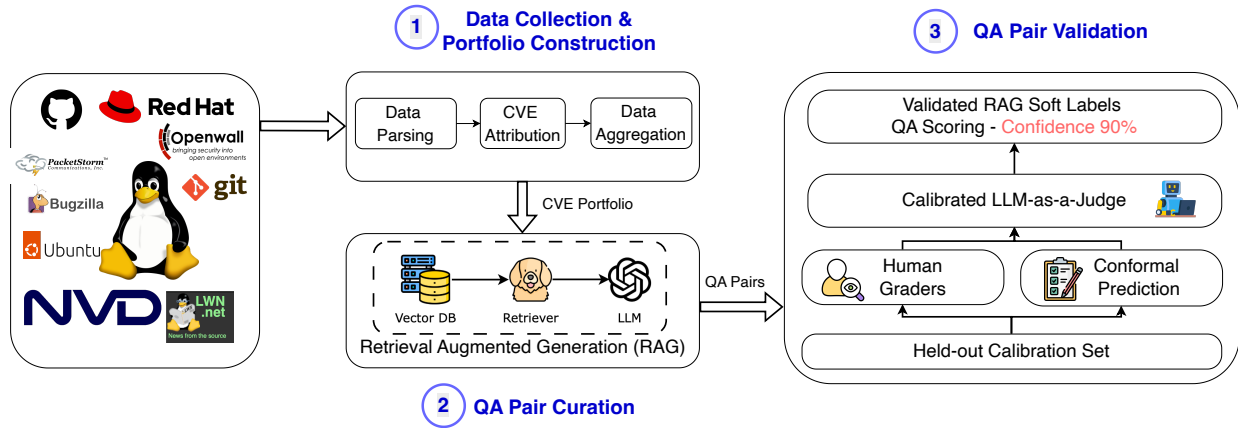 1
Data Collection &
Portfolio Construction
3
QA Pair Validation
Red Hat
Openwall
bringing security into
open environments
PacketStorm™
Communications, Inc.
Bugzilla
git
Ubuntu
NVD
LWN
.net
News from the source
Data
Parsing
CVE
Attribution
Data
Aggregation
CVE Portfolio
Vector DB
Retriever
LLM
Retrieval Augmented Generation (RAG)
2
QA Pair Curation
QA Pairs
Validated RAG Soft Labels
QA Scoring - Confidence 90%
Calibrated LLM-as-a-Judge
Human
Graders
Conformal
Prediction
Held-out Calibration Set